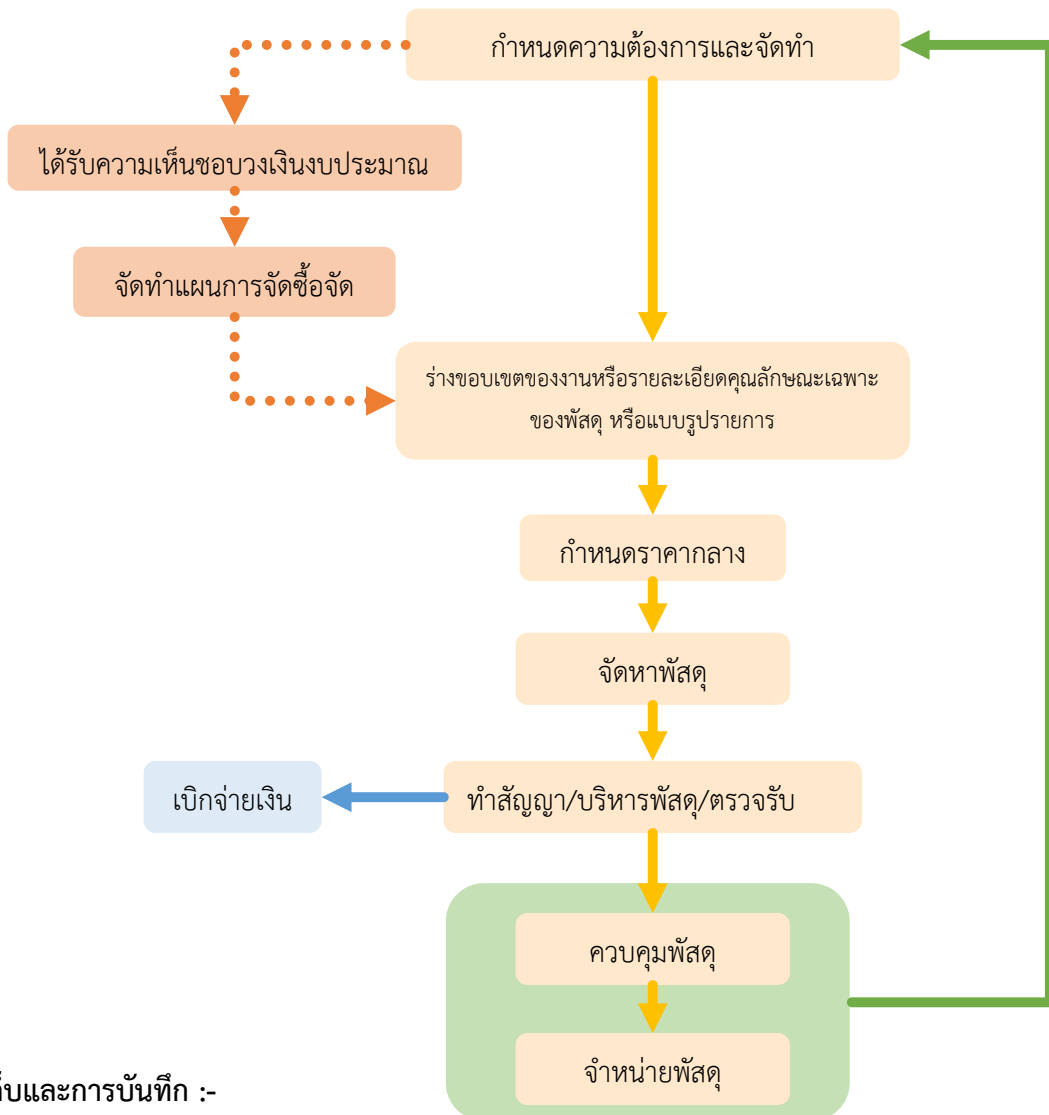 กำหนดความต้องการและจัดทำ
ได้รับความเห็นชอบวงเงินงบประมาณ
จัดทำแผนการจัดซื้อจัด
ร่างขอบเขตของงานหรือรายละเอียดคุณลักษณะเฉพาะ
ของพัสดุ หรือแบบรูปรายการ
กำหนดราคากลาง
จัดหาพัสดุ
เบิกจ่ายเงิน
ทำสัญญา/บริหารพัสดุ/ตรวจรับ
ควบคุมพัสดุ
จำหน่ายพัสดุ
และการบันทึก :-